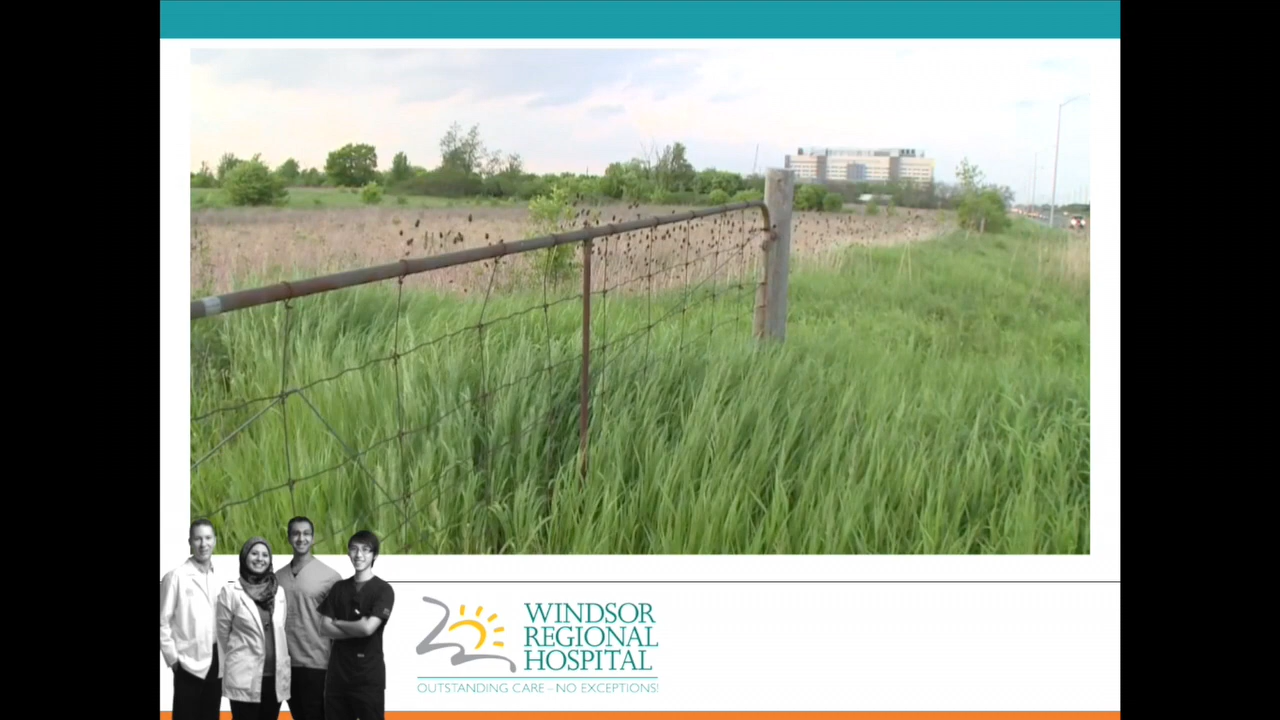 WINDSOR
REGIONAL
HOSPITAL
OUTSTANDING CARE – NO EXCEPTIONS!